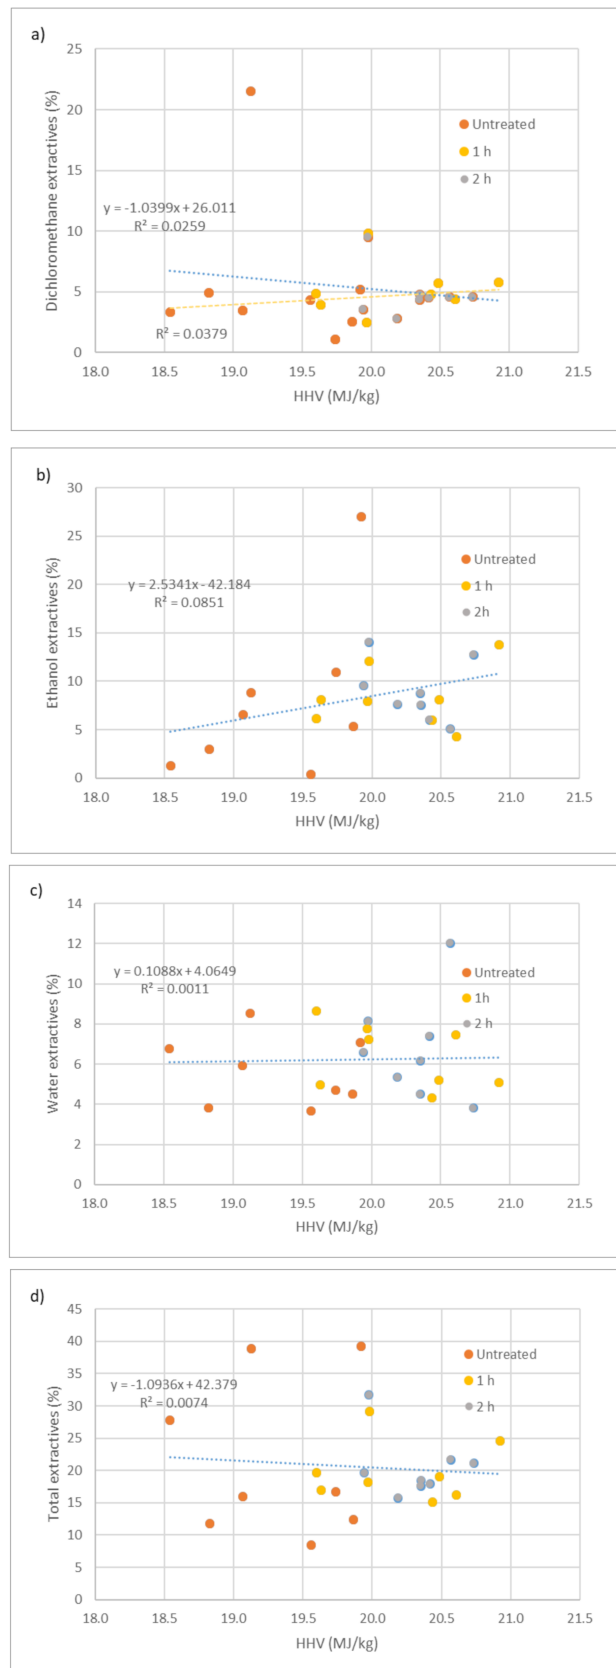 a)
25
20
15
10
5
0
Dichloromethane extractives (%)
Untreated
1 h
2 h
y = -1.0399x + 26.011
R² = 0.0259
R² = 0.0379
18.0 18.5 19.0 19.5 20.0 20.5 21.0 21.5
HHV (MJ/kg)
b)
30
25
20
15
10
5
0
Ethanol extractives (%)
Untreated
1 h
2h
y = 2.5341x - 42.184
R² = 0.0851
18.0 18.5 19.0 19.5 20.0 20.5 21.0 21.5
HHV (MJ/kg)
c)
14
12
10
8
6
4
2
0
Water extractives (%)
y = 0.1088x + 4.0649
R² = 0.0011
Untreated
1h
2 h
18.0 18.5 19.0 19.5 20.0 20.5 21.0 21.5
HHV (MJ/kg)
d)
45
40
35
30
25
20
15
10
5
0
Total extractives (%)
Untreated
1 h
2 h
y = -1.0936x + 42.379
R² = 0.0074
18.0 18.5 19.0 19.5 20.0 20.5 21.0 21.5
HHV (MJ/kg)